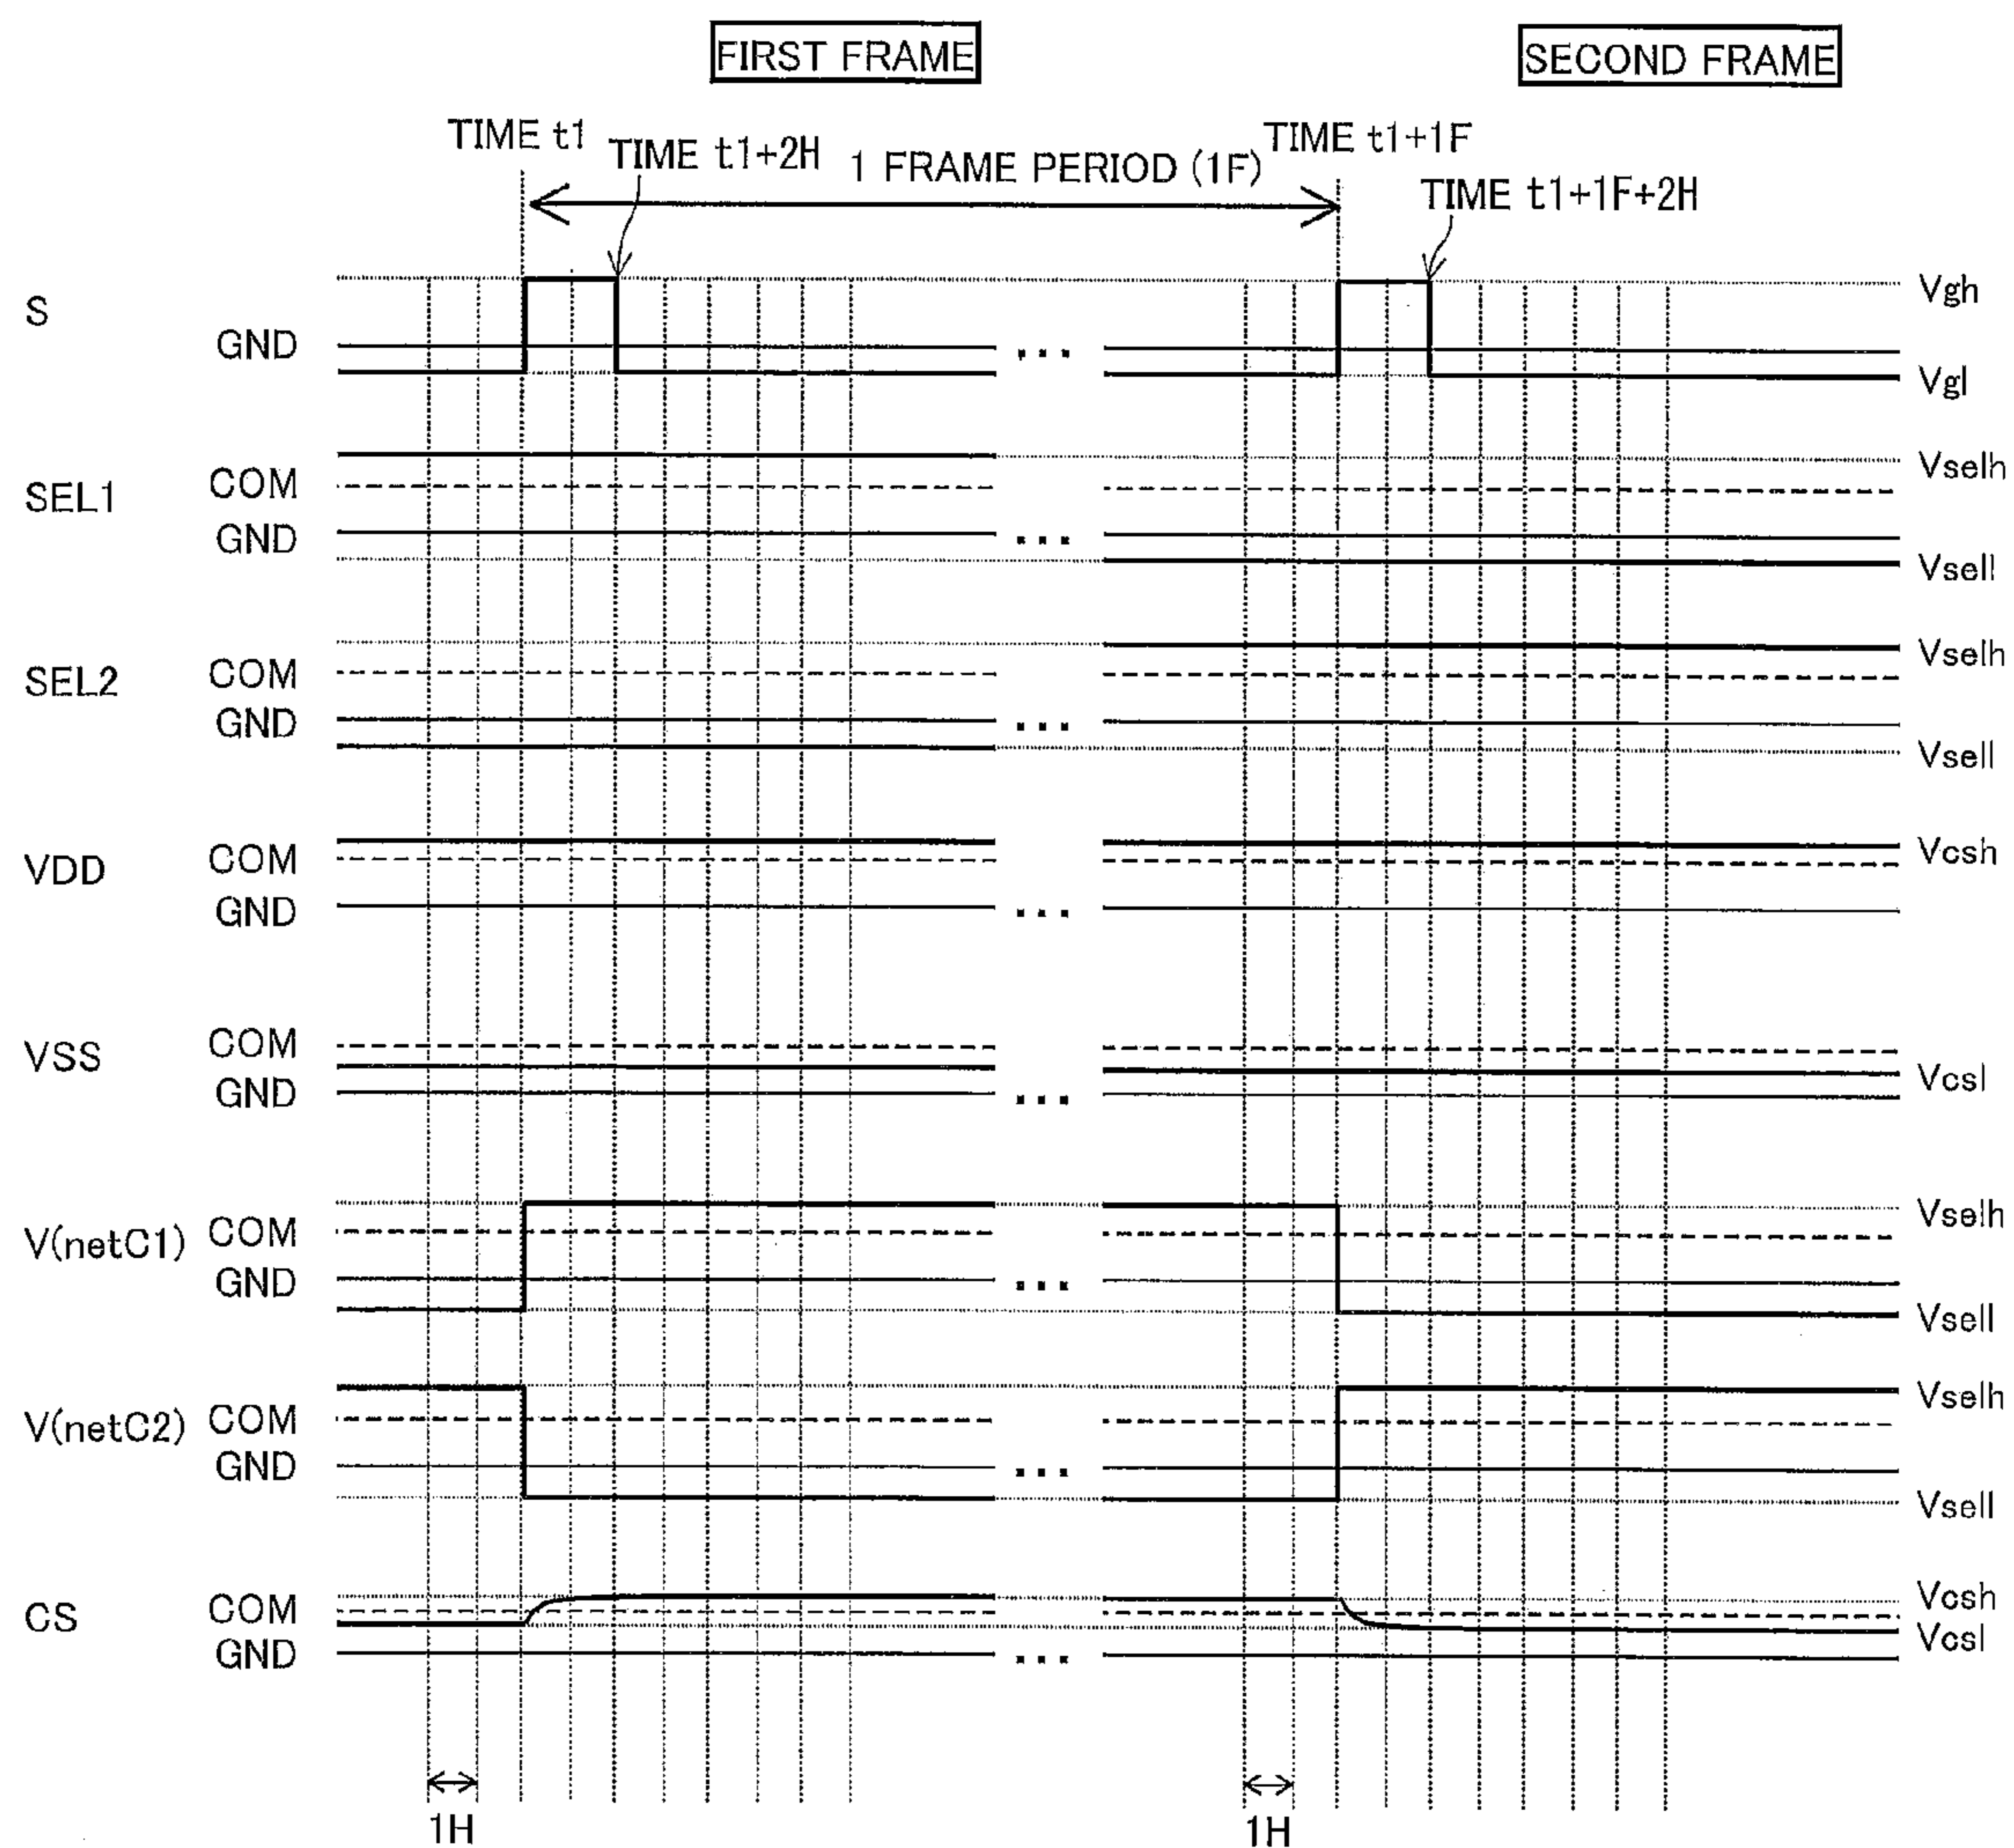 FIRST FRAME
SECOND FRAME
TIME t1
TIME t1+2H
1 FRAME PERIOD (1F)
TIME t1+1F
TIME t1+1F+2H
S
GND
...
Vgh
Vgl
SEL1
COM
GND
...
Vselh
Vsell
SEL2
COM
GND
...
Vselh
Vsell
VDD
COM
GND
...
Vcsh
VSS
COM
GND
...
Vcsl
V(netC1)
COM
GND
...
Vselh
Vsell
V(netC2)
COM
GND
...
Vselh
Vsell
CS
COM
GND
...
Vcsh
Vcsl
1H
1H